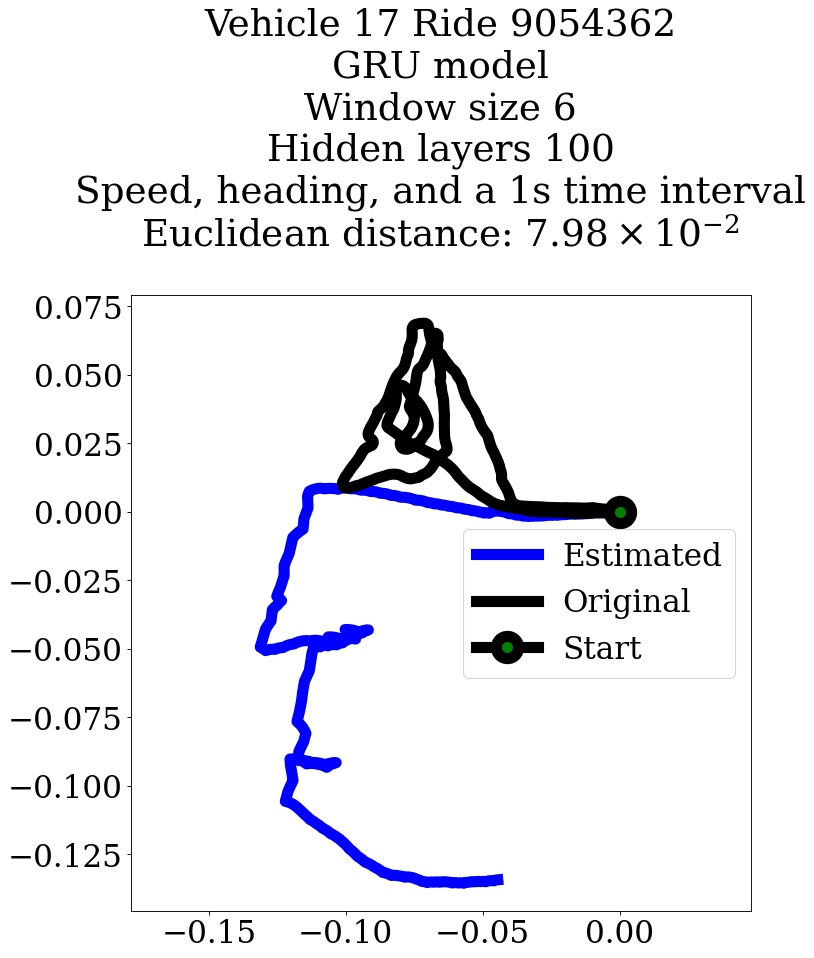 Vehicle 17 Ride 9054362
GRU model
Window size 6
Hidden layers 100
Speed, heading, and a 1s time interval
Euclidean distance: 7.98 × 10⁻²
0.075
0.050
0.025
0.000
−0.025
−0.050
−0.075
−0.100
−0.125
Estimated
Original
Start
−0.15 −0.10 −0.05 0.00